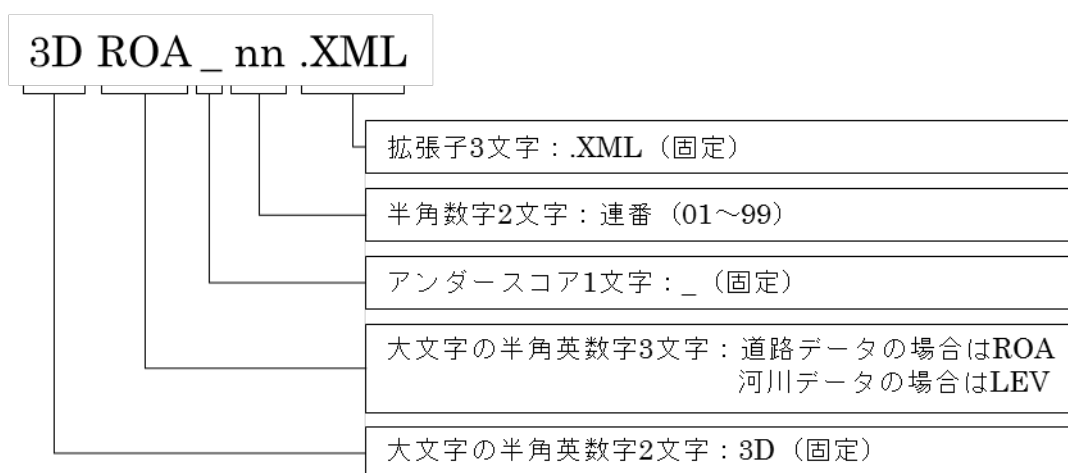 3D ROA _ nn .XML
拡張子3文字：.XML（固定）
半角数字2文字：連番（01～99）
アンダースコア1文字：_（固定）
大文字の半角英数字3文字：道路データの場合はROA
河川データの場合はLEV
大文字の半角英数字2文字：3D（固定）